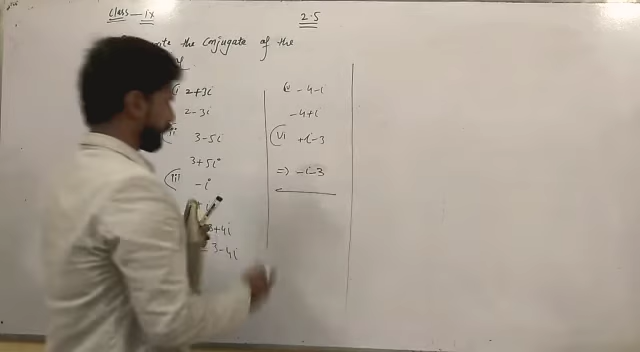 Class - IX
2.5
the Conjugate of the
2+3i
2-3i
3-5i
3+5i
(iii) -i
+i
3+4i
3-4i
-4-i
-4+i
(vi) +i-3
=> -i-3